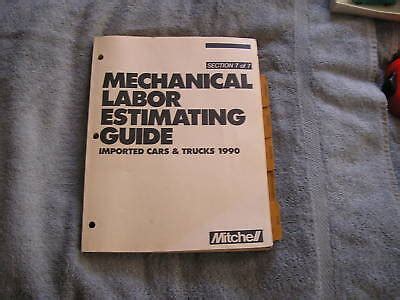 SECTION 7 of 7
MECHANICAL
LABOR
ESTIMATING
GUIDE
IMPORTED CARS & TRUCKS 1990
Mitchell